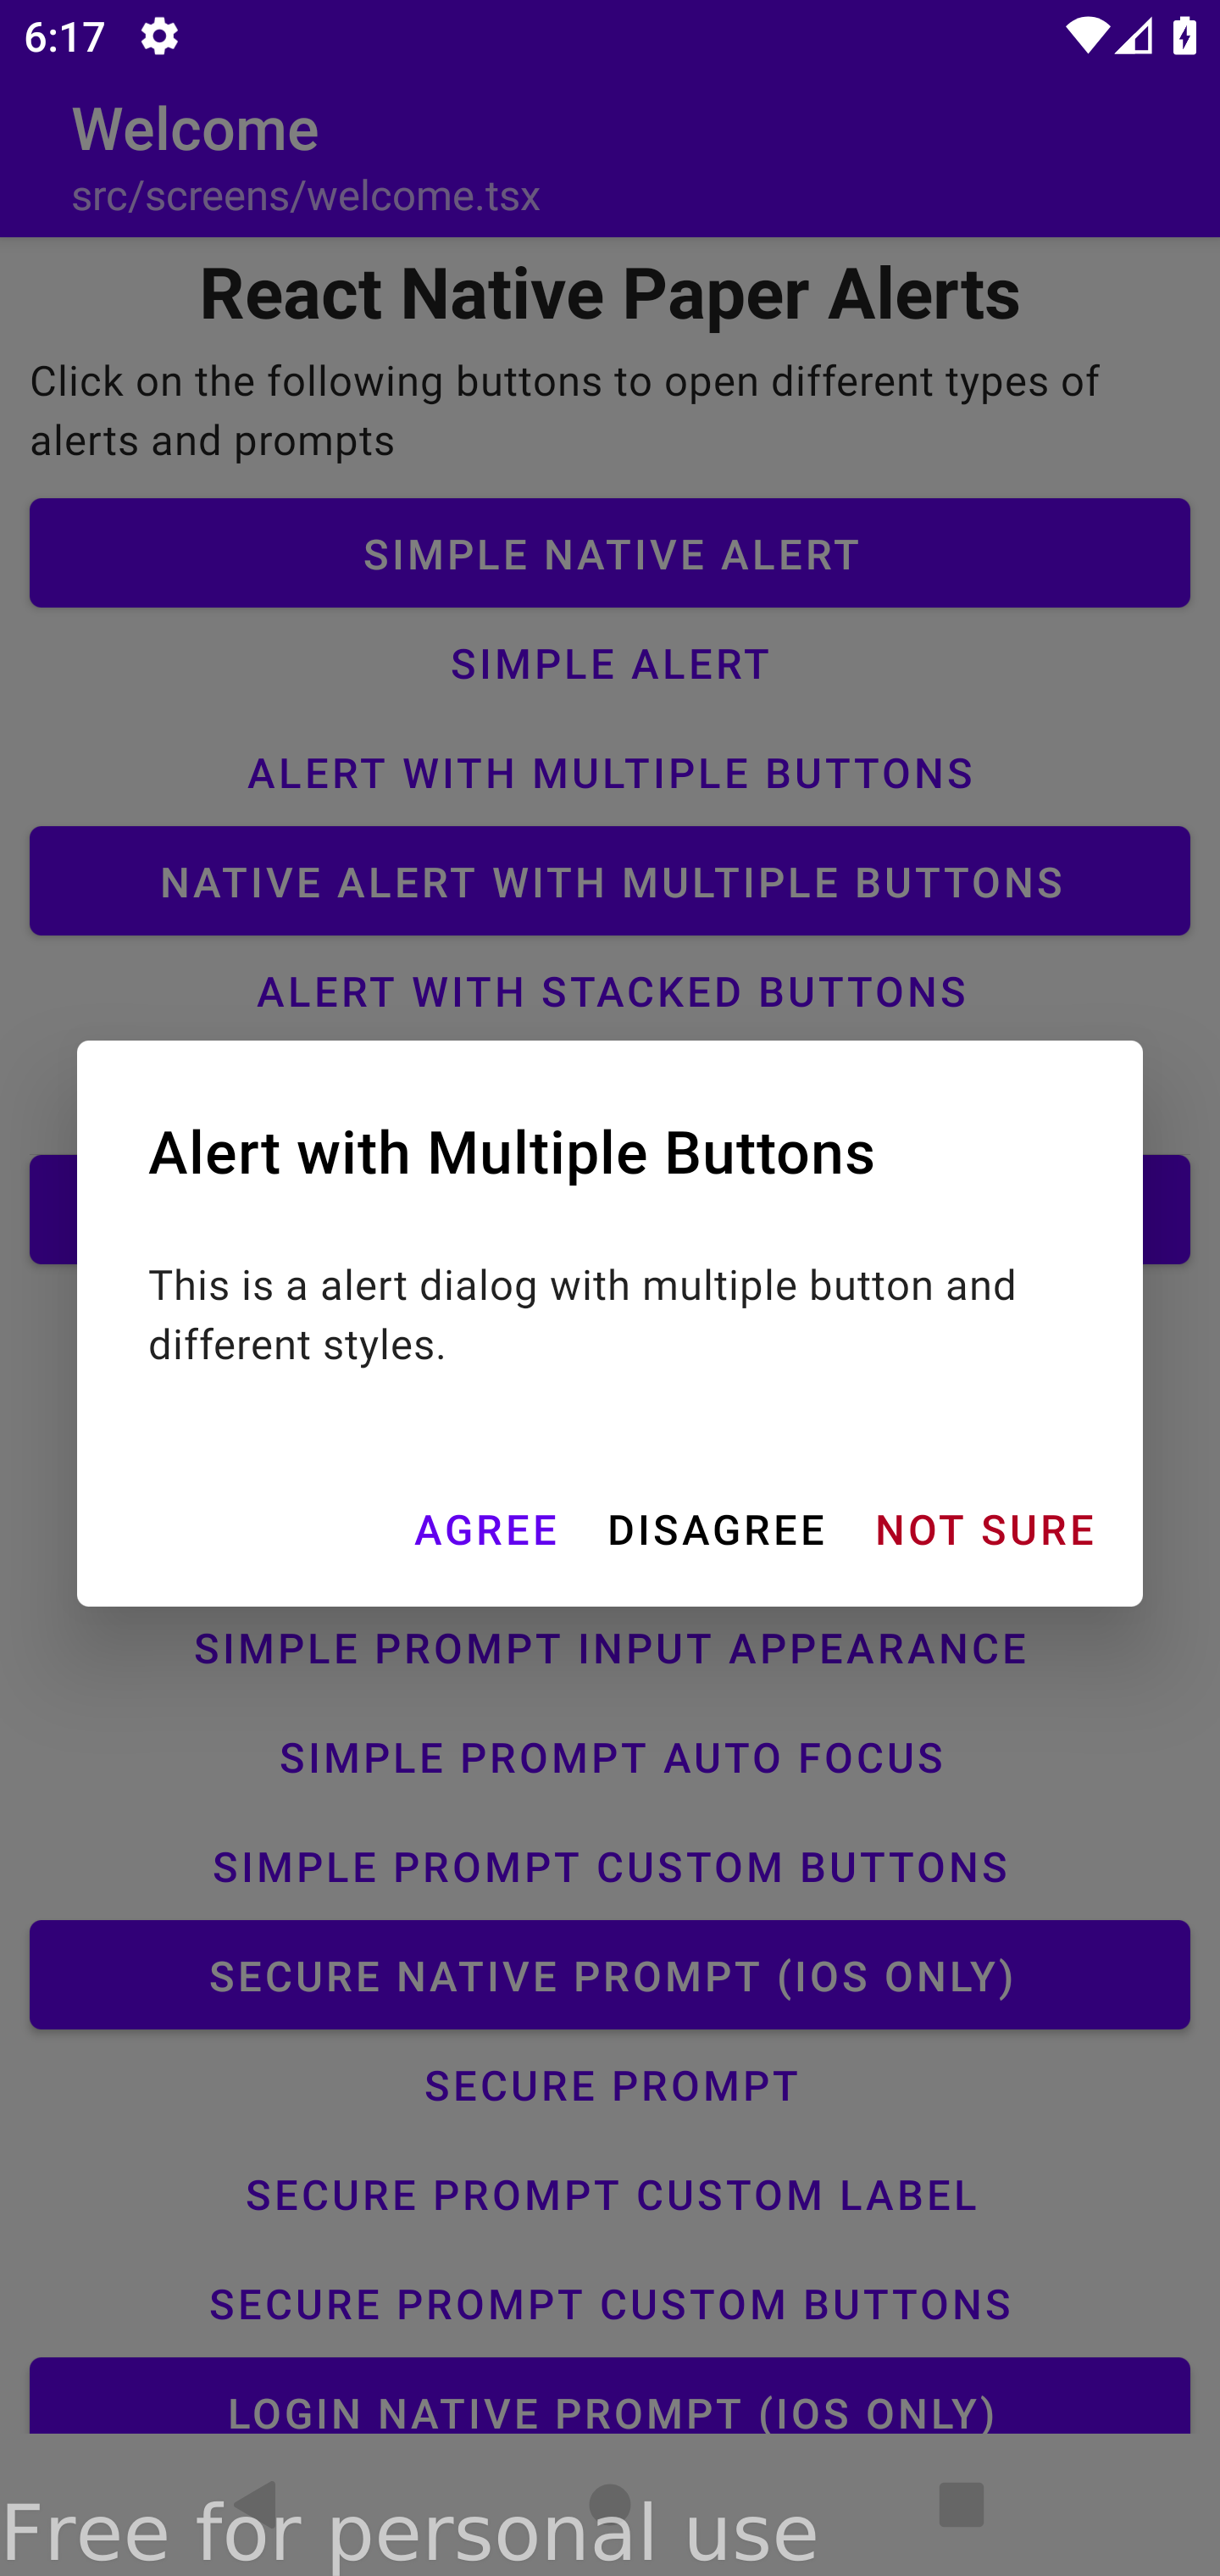 6:17
Welcome
src/screens/welcome.tsx
React Native Paper Alerts
Click on the following buttons to open different types of
alerts and prompts
SIMPLE NATIVE ALERT
SIMPLE ALERT
ALERT WITH MULTIPLE BUTTONS
NATIVE ALERT WITH MULTIPLE BUTTONS
ALERT WITH STACKED BUTTONS
Alert with Multiple Buttons
This is a alert dialog with multiple button and
different styles.
AGREE DISAGREE NOT SURE
SIMPLE PROMPT INPUT APPEARANCE
SIMPLE PROMPT AUTO FOCUS
SIMPLE PROMPT CUSTOM BUTTONS
SECURE NATIVE PROMPT (IOS ONLY)
SECURE PROMPT
SECURE PROMPT CUSTOM LABEL
SECURE PROMPT CUSTOM BUTTONS
LOGIN NATIVE PROMPT (IOS ONLY)
Free for personal use